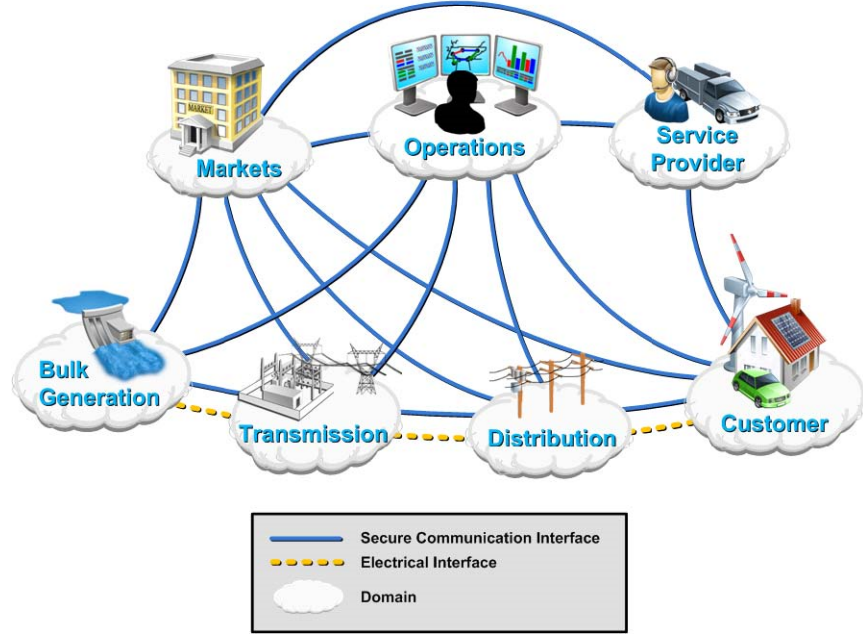 MARKET
Markets
Operations
Service
Provider
Bulk
Generation
Transmission
Distribution
Customer
Secure Communication Interface
Electrical Interface
Domain